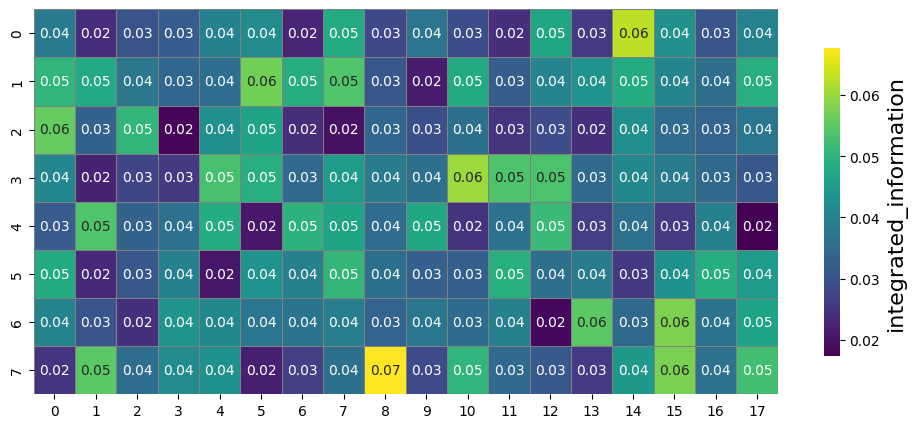 0 0.04 0.02 0.03 0.03 0.04 0.04 0.02 0.05 0.03 0.04 0.03 0.02 0.05 0.03 0.06 0.04 0.03 0.04
1 0.05 0.05 0.04 0.03 0.04 0.06 0.05 0.05 0.03 0.02 0.05 0.03 0.04 0.04 0.05 0.04 0.04 0.05
2 0.06 0.03 0.05 0.02 0.04 0.05 0.02 0.02 0.03 0.03 0.04 0.03 0.03 0.02 0.04 0.03 0.03 0.04
3 0.04 0.02 0.03 0.03 0.05 0.05 0.03 0.04 0.04 0.04 0.06 0.05 0.05 0.03 0.04 0.04 0.03 0.03
4 0.03 0.05 0.03 0.04 0.05 0.02 0.05 0.05 0.04 0.05 0.02 0.04 0.05 0.03 0.04 0.03 0.04 0.02
5 0.05 0.02 0.03 0.04 0.02 0.04 0.04 0.05 0.04 0.03 0.03 0.05 0.04 0.04 0.03 0.04 0.05 0.04
6 0.04 0.03 0.02 0.04 0.04 0.04 0.04 0.04 0.03 0.04 0.03 0.04 0.02 0.06 0.03 0.06 0.04 0.05
7 0.02 0.05 0.04 0.04 0.04 0.02 0.03 0.04 0.07 0.03 0.05 0.03 0.03 0.03 0.04 0.06 0.04 0.05
0 1 2 3 4 5 6 7 8 9 10 11 12 13 14 15 16 17
0.06
0.05
0.04
0.03
0.02
integrated_information